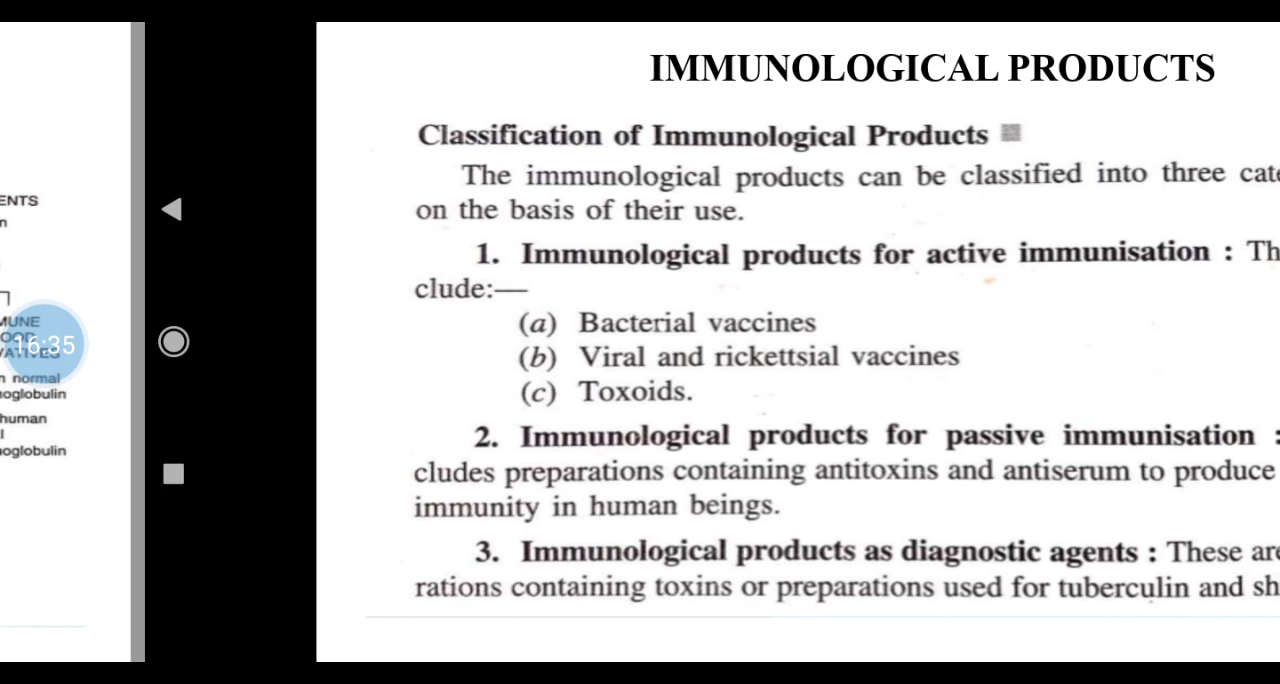 ENTS
n
MUNE
16:35
n normal
oglobulin
human
l
oglobulin
IMMUNOLOGICAL PRODUCTS
Classification of Immunological Products
The immunological products can be classified into three cate
on the basis of their use.
1. Immunological products for active immunisation : Th
clude:—
(a) Bacterial vaccines
(b) Viral and rickettsial vaccines
(c) Toxoids.
2. Immunological products for passive immunisation :
cludes preparations containing antitoxins and antiserum to produce
immunity in human beings.
3. Immunological products as diagnostic agents : These are
rations containing toxins or preparations used for tuberculin and sh